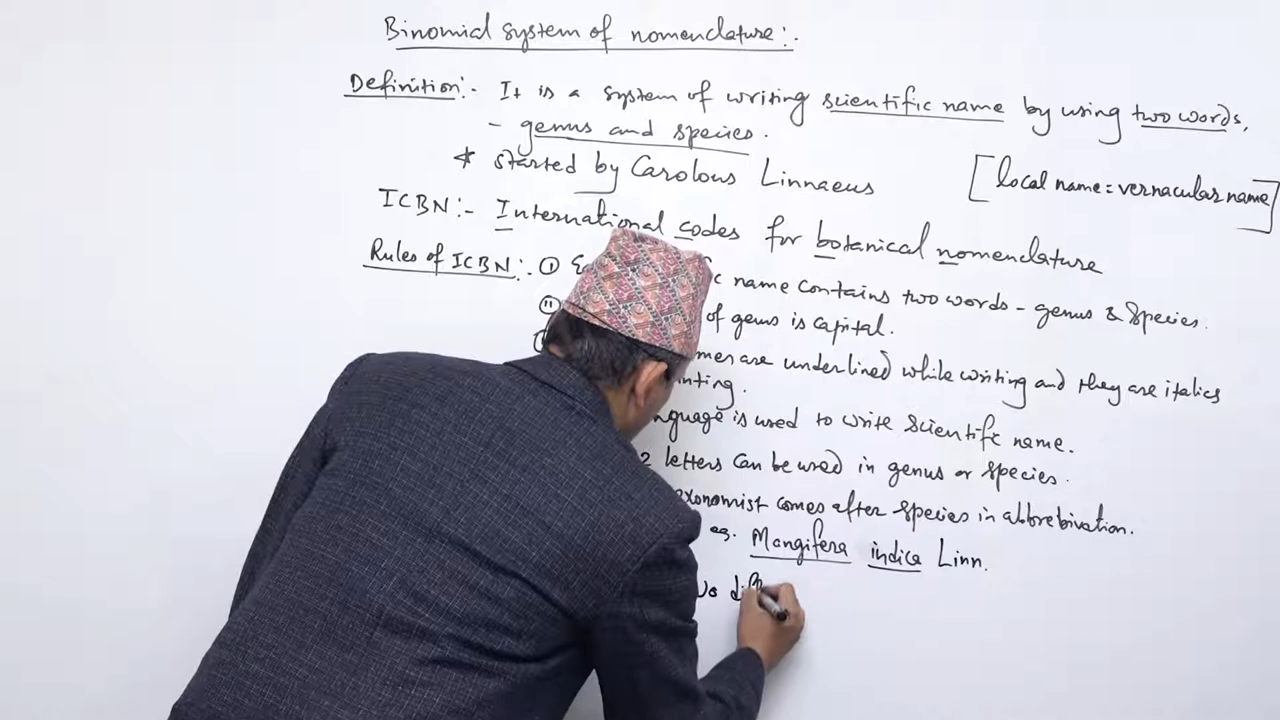 Binomial system of nomenclature:.
Definition:- It is a system of writing scientific name by using two words,
- genus and species.
* started by Carolous Linnaeus
[local name = vernacular name]
ICBN:- International codes for botanical nomenclature
Rules of ICBN:. ① name contains two words - genus & species.
② of genus is capital.
are underlined while writing and they are italics
is used to write scientific name.
2 letters can be used in genus or species.
comes after species in abbrebivation.
eg. Mangifera indica Linn.